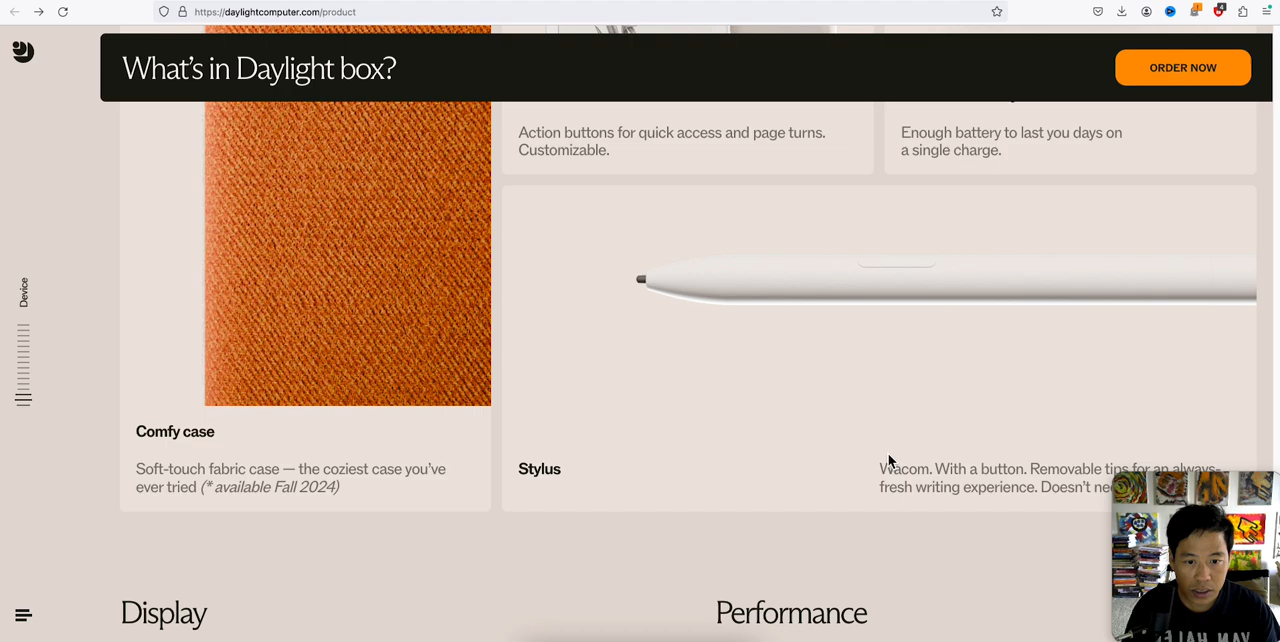 https://daylightcomputer.com/product
What's in Daylight box?
ORDER NOW
Action buttons for quick access and page turns.
Customizable.
Enough battery to last you days on
a single charge.
Device
Comfy case
Soft-touch fabric case — the coziest case you've
ever tried (* available Fall 2024)
Stylus
Wacom. With a button. Removable tips for an always-
fresh writing experience. Doesn't
Display
Performance